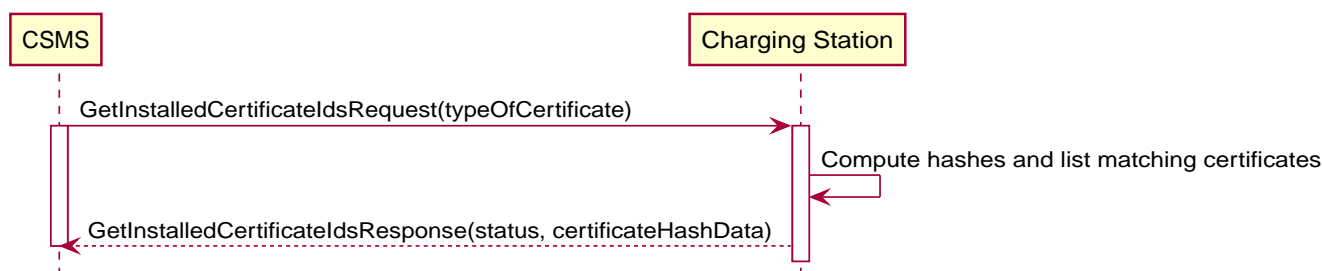 CSMS
Charging Station
GetInstalledCertificateIdsRequest(typeOfCertificate)
Compute hashes and list matching certificates
GetInstalledCertificateIdsResponse(status, certificateHashData)